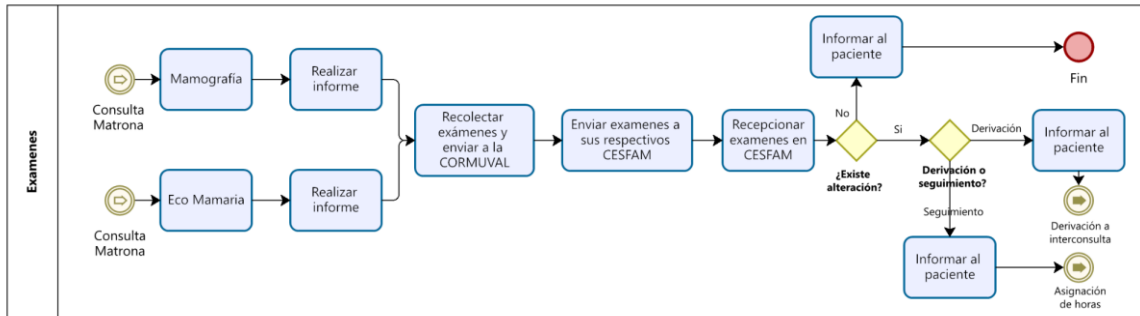 Examenes
Consulta
Matrona
Mamografía
Realizar
informe
Consulta
Matrona
Eco Mamaria
Realizar
informe
Recolectar
exámenes y
enviar a la
CORMUVAL
Enviar examenes a
sus respectivos
CESFAM
Recepcionar
examenes en
CESFAM
¿Existe
alteración?
No
Informar al
paciente
Fin
Si
Derivación o
seguimiento?
Derivación
Informar al
paciente
Derivación a
interconsulta
Seguimiento
Informar al
paciente
Asignación
de horas